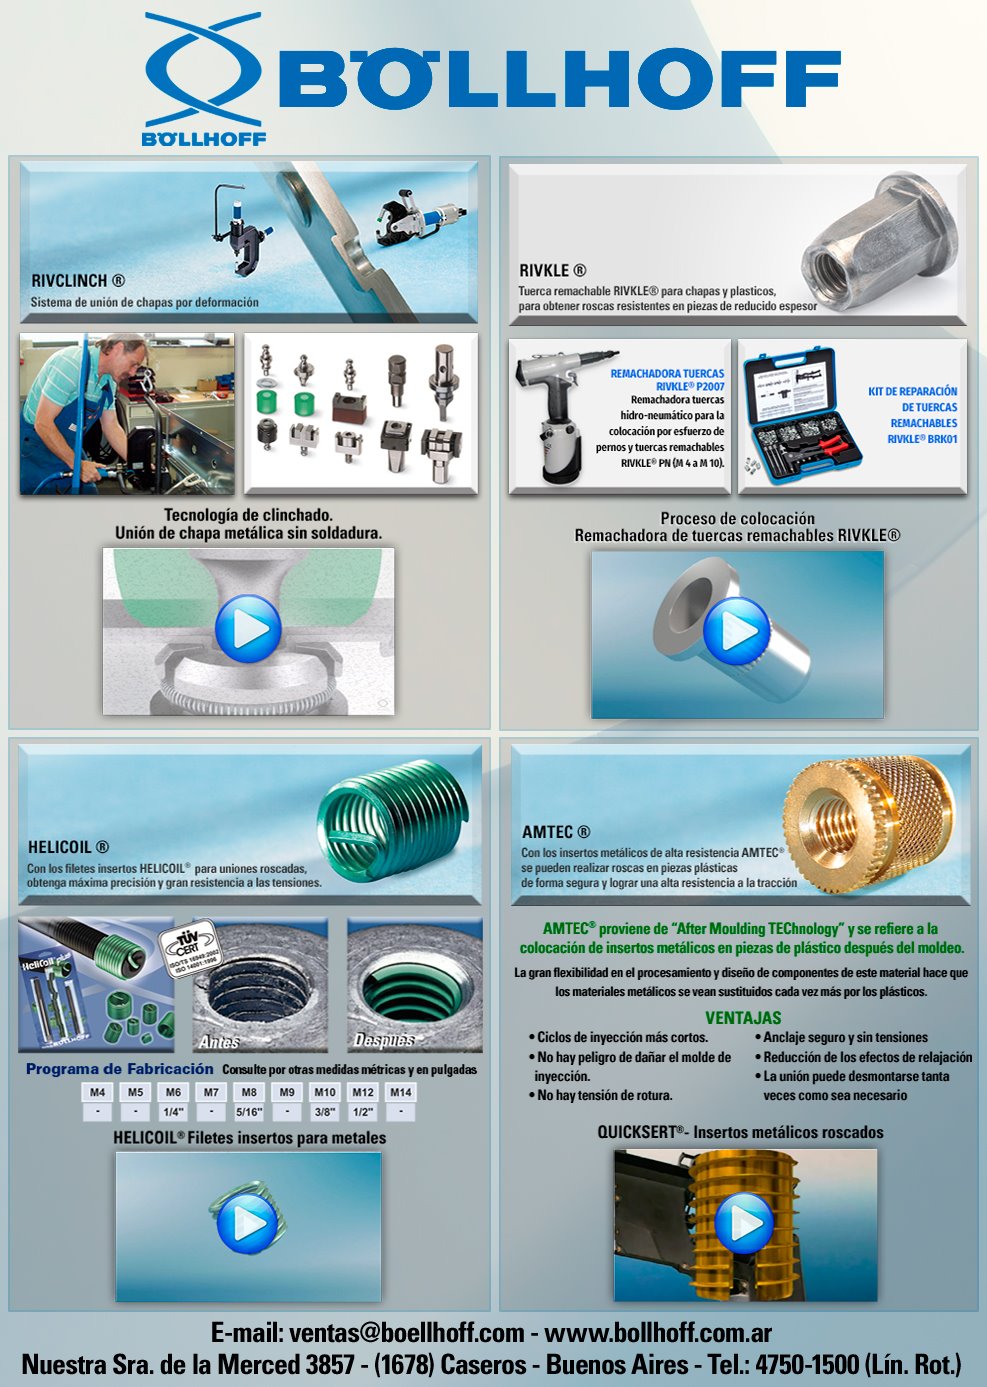 BÖLLHOFF
BÖLLHOFF
RIVCLINCH ®
Sistema de unión de chapas por deformación
Tecnología de clinchado.
Unión de chapa metálica sin soldadura.
RIVKLE ®
Tuerca remachable RIVKLE® para chapas y plasticos,
para obtener roscas resistentes en piezas de reducido espesor
REMACHADORA TUERCAS
RIVKLE® P2007
Remachadora tuercas
hidro-neumático para la
colocación por esfuerzo de
pernos y tuercas remachables
RIVKLE® PN (M 4 a M 10).
KIT DE REPARACIÓN
DE TUERCAS
REMACHABLES
RIVKLE® BRK01
Proceso de colocación
Remachadora de tuercas remachables RIVKLE®
HELICOIL ®
Con los filetes insertos HELICOIL® para uniones roscadas,
obtenga máxima precisión y gran resistencia a las tensiones.
HeliCoil
BÖLLHOFF
TÜV
CERT
ISO/TS 16949:2002
ISO 14001:1996
Antes
Después
Programa de Fabricación Consulte por otras medidas métricas y en pulgadas
M4 M5 M6 M7 M8 M9 M10 M12 M14
- - 1/4" - 5/16" - 3/8" 1/2" -
HELICOIL® Filetes insertos para metales
AMTEC ®
Con los insertos metálicos de alta resistencia AMTEC®
se pueden realizar roscas en piezas plásticas
de forma segura y lograr una alta resistencia a la tracción
AMTEC® proviene de “After Moulding TEChnology” y se refiere a la
colocación de insertos metálicos en piezas de plástico después del moldeo.
La gran flexibilidad en el procesamiento y diseño de componentes de este material hace que
los materiales metálicos se vean sustituidos cada vez más por los plásticos.
VENTAJAS
• Ciclos de inyección más cortos.
• No hay peligro de dañar el molde de
inyección.
• No hay tensión de rotura.
• Anclaje seguro y sin tensiones
• Reducción de los efectos de relajación
• La unión puede desmontarse tanta
veces como sea necesario
QUICKSERT®- Insertos metálicos roscados
E-mail: ventas@boellhoff.com - www.bollhoff.com.ar
Nuestra Sra. de la Merced 3857 - (1678) Caseros - Buenos Aires - Tel.: 4750-1500 (Lín. Rot.)